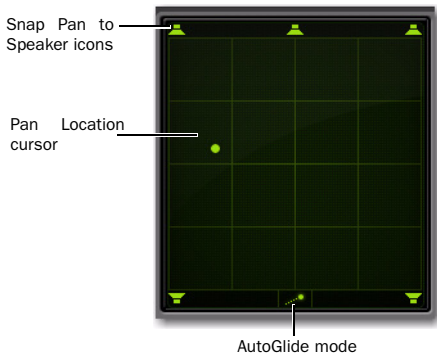 Snap Pan to
Speaker icons
Pan Location
cursor
AutoGlide mode